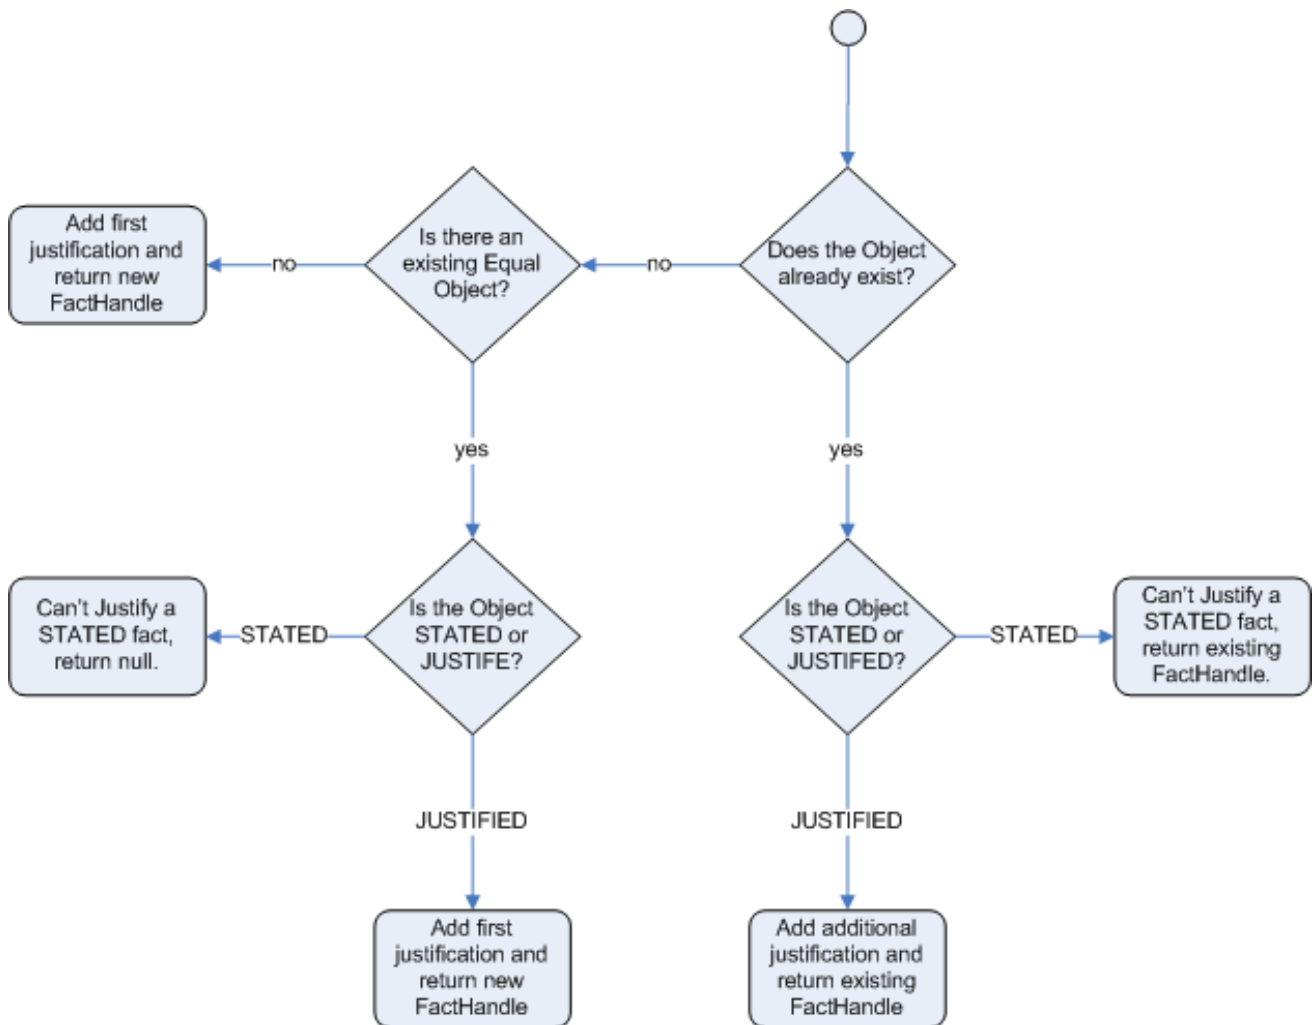 Add first
justification and
return new
FactHandle
no
Is there an
existing Equal
Object?
no
Does the Object
already exist?
yes
yes
Can't Justify a
STATED fact,
return null.
STATED
Is the Object
STATED or
JUSTIFE?
Is the Object
STATED or
JUSTIFED?
STATED
Can't Justify a
STATED fact,
return existing
FactHandle.
JUSTIFIED
JUSTIFIED
Add first
justification and
return new
FactHandle
Add additional
justification and
return existing
FactHandle